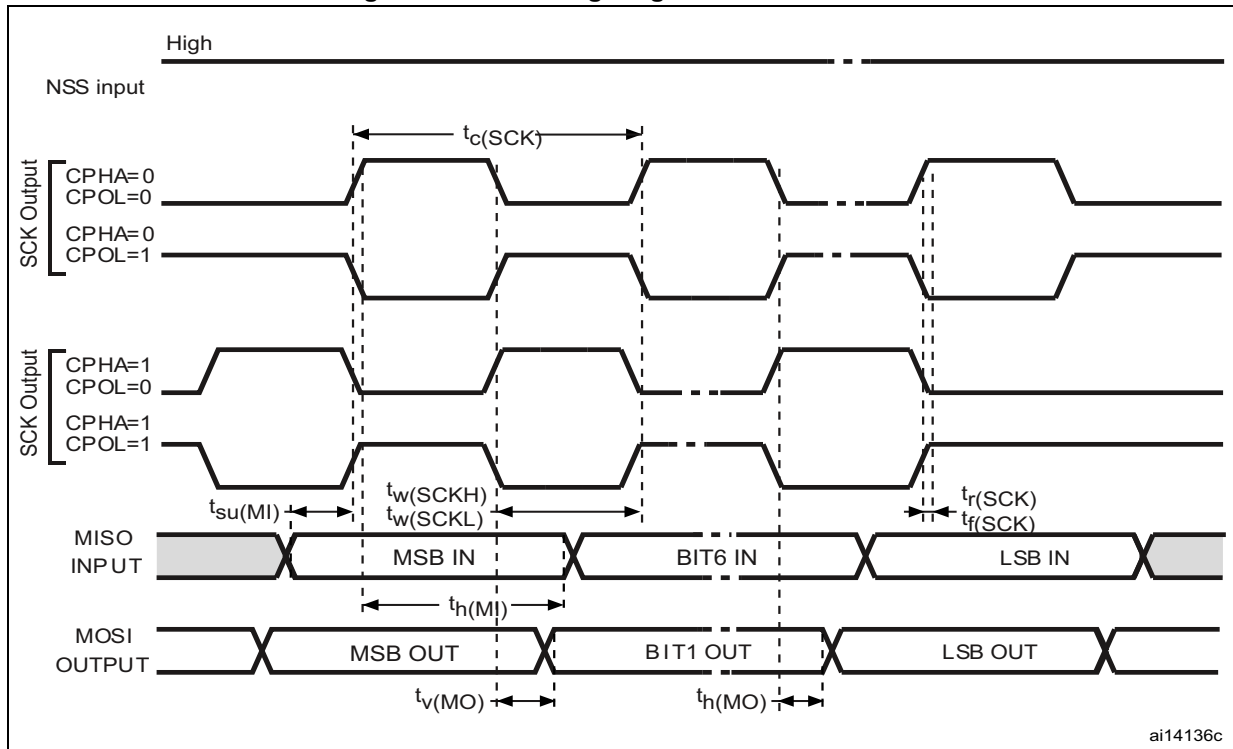 High
NSS input
tc(SCK)
SCK Output
CPHA=0
CPOL=0
CPHA=0
CPOL=1
SCK Output
CPHA=1
CPOL=0
CPHA=1
CPOL=1
tsu(MI)
tw(SCKH)
tw(SCKL)
tr(SCK)
tf(SCK)
MISO
INPUT
MSB IN
BIT6 IN
LSB IN
th(MI)
MOSI
OUTPUT
MSB OUT
BIT1 OUT
LSB OUT
tv(MO)
th(MO)
ai14136c